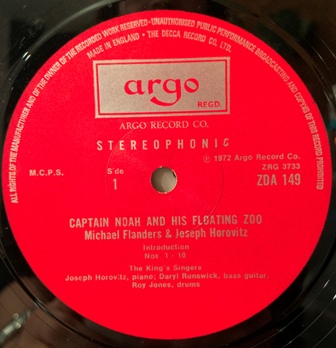 ALL RIGHTS OF THE MANUFACTURER AND OF THE OWNER OF THE RECORDED WORK RESERVED·UNAUTHORISED PUBLIC PERFORMANCE BROADCASTING AND COPYING OF THIS RECORD PROHIBITED
MADE IN ENGLAND · THE DECCA RECORD CO. LTD.
argo
REGD.
ARGO RECORD CO.
STEREOPHONIC
℗ 1972 Argo Record Co.
ZRG 3733
M.C.P.S.
Side
1
ZDA 149
CAPTAIN NOAH AND HIS FLOATING ZOO
Michael Flanders & Joseph Horovitz
Introduction
Nos 1 - 10
The King's Singers
Joseph Horovitz, piano; Daryl Runswick, bass guitar,
Roy Jones, drums